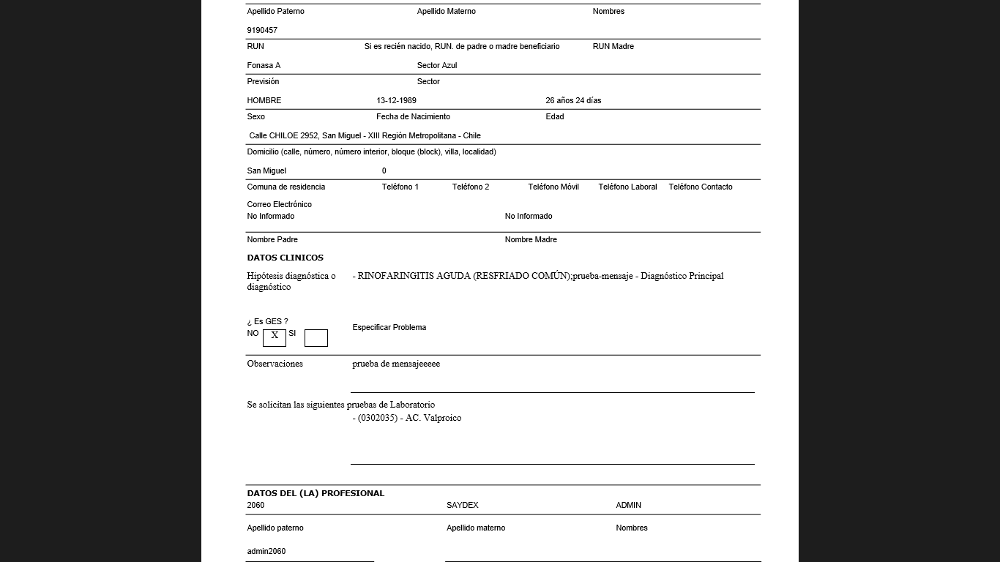 Apellido Paterno Apellido Materno Nombres
9190457
RUN Si es recién nacido, RUN. de padre o madre beneficiario RUN Madre
Fonasa A Sector Azul
Previsión Sector
HOMBRE 13-12-1989 26 años 24 días
Sexo Fecha de Nacimiento Edad
Calle CHILOE 2952, San Miguel - XIII Región Metropolitana - Chile
Domicilio (calle, número, número interior, bloque (block), villa, localidad)
San Miguel 0
Comuna de residencia Teléfono 1 Teléfono 2 Teléfono Móvil Teléfono Laboral Teléfono Contacto
Correo Electrónico
No Informado No Informado
Nombre Padre Nombre Madre
DATOS CLINICOS
Hipótesis diagnóstica o - RINOFARINGITIS AGUDA (RESFRIADO COMÚN);prueba-mensaje - Diagnóstico Principal
diagnóstico
¿ Es GES ?
Especificar Problema
NO X SI
Observaciones prueba de mensajeeeee
Se solicitan las siguientes pruebas de Laboratorio
- (0302035) - AC. Valproico
DATOS DEL (LA) PROFESIONAL
2060 SAYDEX ADMIN
Apellido paterno Apellido materno Nombres
admin2060